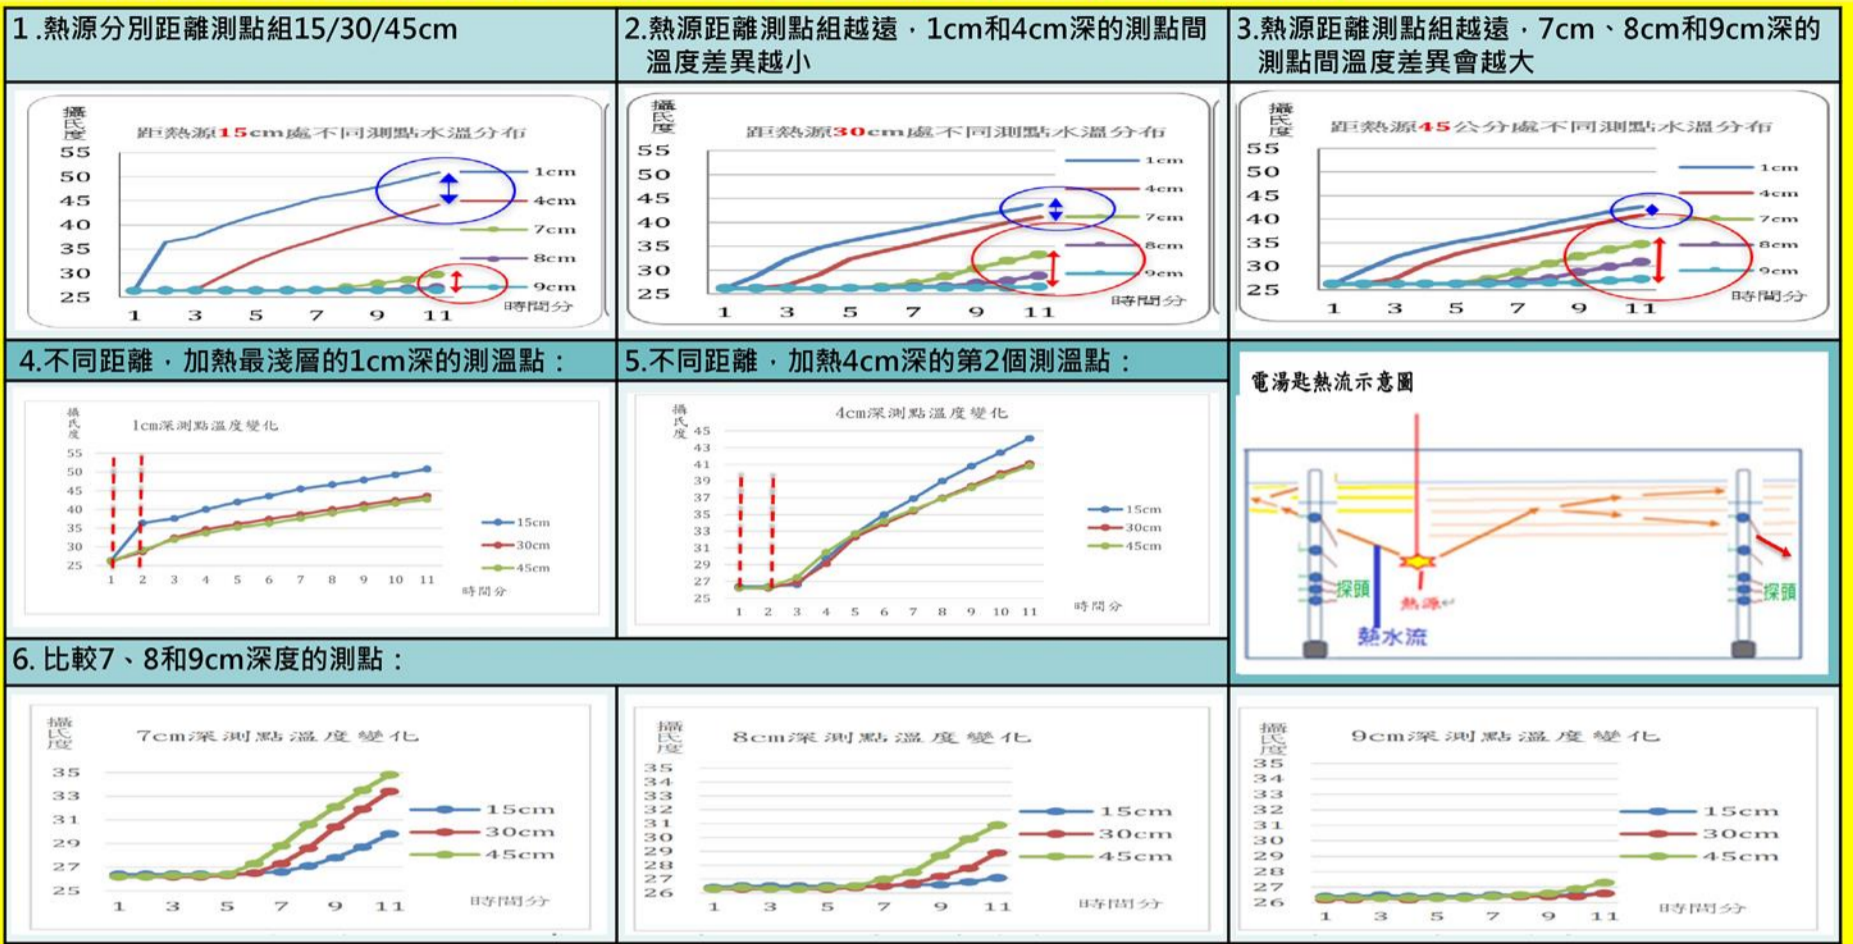 1.熱源分別距離測點組15/30/45cm
2.熱源距離測點組越遠，1cm和4cm深的測點間
溫度差異越小
3.熱源距離測點組越遠，7cm、8cm和9cm深的
測點間溫度差異會越大
攝氏度
距熱源15cm處不同測點水溫分布
55
50
45
40
35
30
25
1 3 5 7 9 11
時間分
1cm
4cm
7cm
8cm
9cm
攝氏度
距熱源30cm處不同測點水溫分布
55
50
45
40
35
30
25
1 3 5 7 9 11
時間分
1cm
4cm
7cm
8cm
9cm
攝氏度
距熱源45公分處不同測點水溫分布
55
50
45
40
35
30
25
1 3 5 7 9 11
時間分
1cm
4cm
7cm
8cm
9cm
4.不同距離，加熱最淺層的1cm深的測溫點：
5.不同距離，加熱4cm深的第2個測溫點：
攝氏度
1cm深測點溫度變化
55
50
45
40
35
30
25
1 2 3 4 5 6 7 8 9 10 11
時間分
15cm
30cm
45cm
攝氏度
4cm深測點溫度變化
45
43
41
39
37
35
33
31
29
27
25
1 2 3 4 5 6 7 8 9 10 11
時間分
15cm
30cm
45cm
電湯匙熱流示意圖
探頭
熱源
熱水流
探頭
6. 比較7、8和9cm深度的測點：
攝氏度
7cm深測點溫度變化
35
33
31
29
27
25
1 3 5 7 9 11
時間分
15cm
30cm
45cm
攝氏度
8cm深測點溫度變化
35
34
33
32
31
30
29
28
27
26
1 3 5 7 9 11
時間分
15cm
30cm
45cm
攝氏度
9cm深測點溫度變化
35
34
33
32
31
30
29
28
27
26
1 3 5 7 9 11
時間分
15cm
30cm
45cm